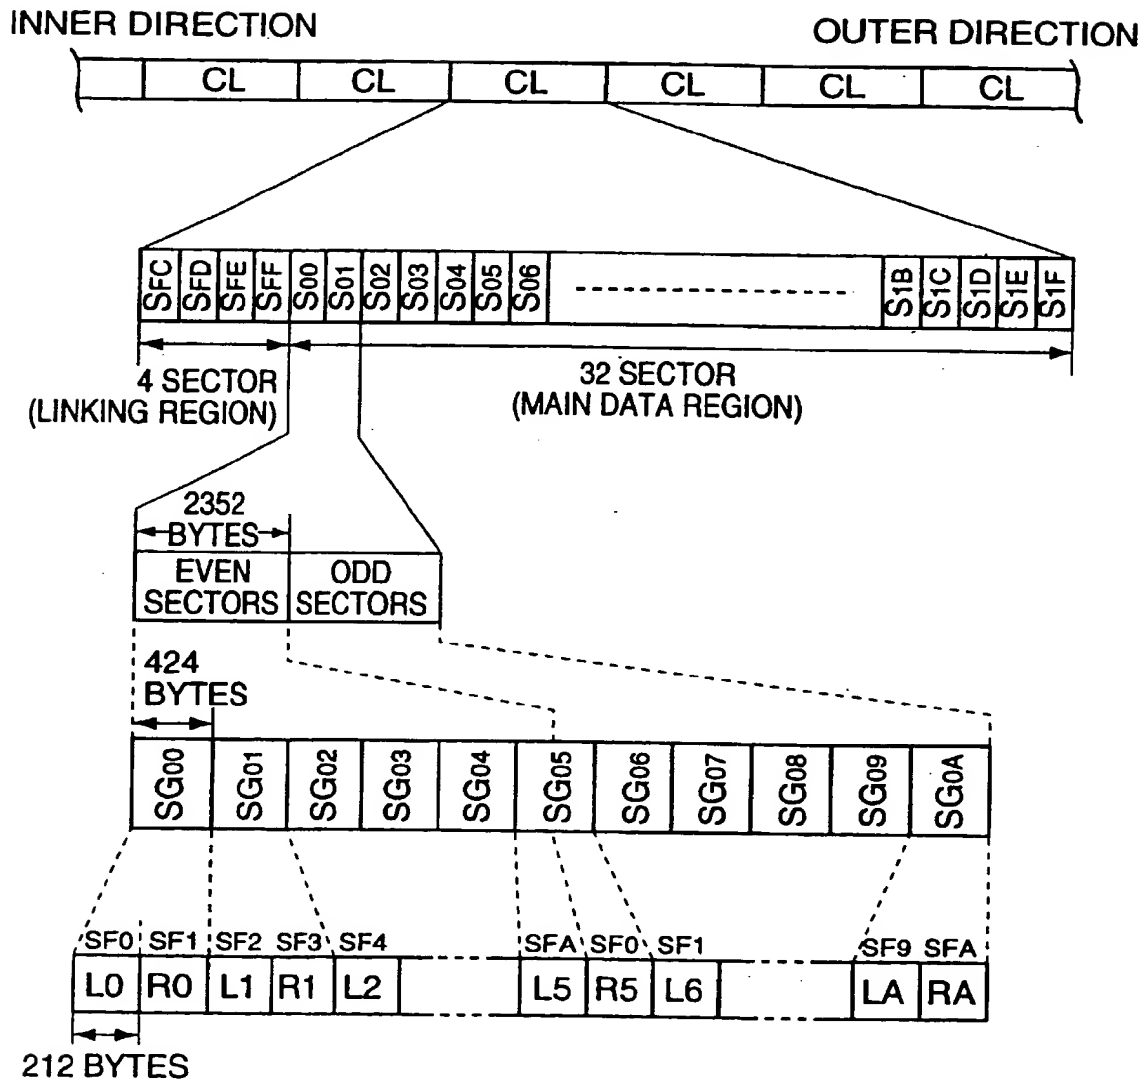 INNER DIRECTION
OUTER DIRECTION
CL CL CL CL CL CL
SFC SFD SFE SFF S00 S01 S02 S03 S04 S05 S06 S1B S1C S1D S1E S1F
4 SECTOR
(LINKING REGION)
32 SECTOR
(MAIN DATA REGION)
2352
BYTES
EVEN
SECTORS
ODD
SECTORS
424
BYTES
SG00 SG01 SG02 SG03 SG04 SG05 SG06 SG07 SG08 SG09 SG0A
SF0 SF1 SF2 SF3 SF4 SFA SF0 SF1 SF9 SFA
L0 R0 L1 R1 L2 L5 R5 L6 LA RA
212 BYTES